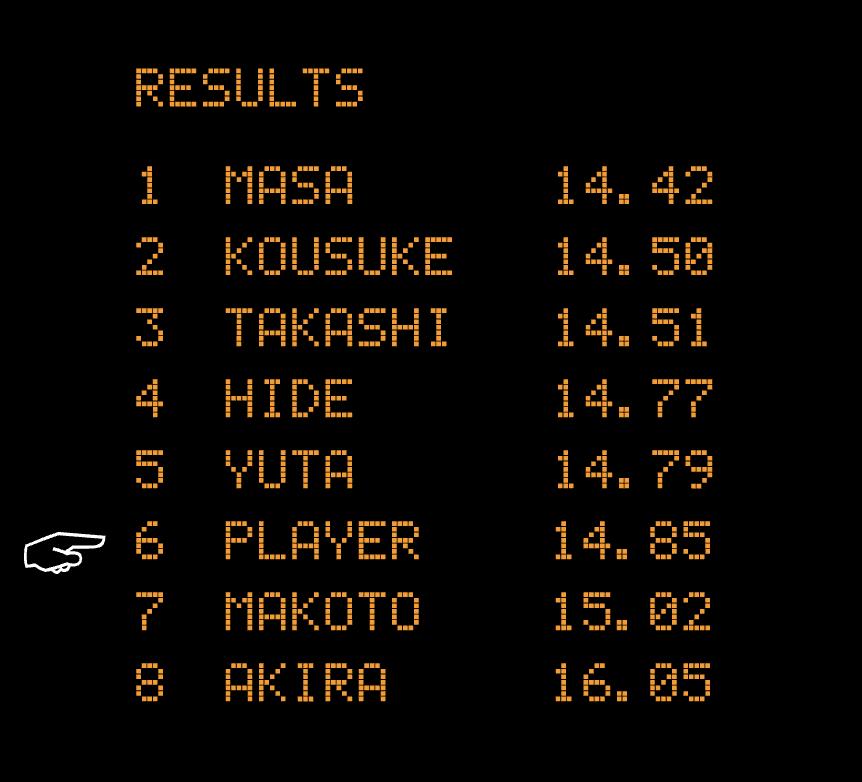 RESULTS
1 MASA 14.42
2 KOUSUKE 14.50
3 TAKASHI 14.51
4 HIDE 14.77
5 YUTA 14.79
6 PLAYER 14.85
7 MAKOTO 15.02
8 AKIRA 16.05